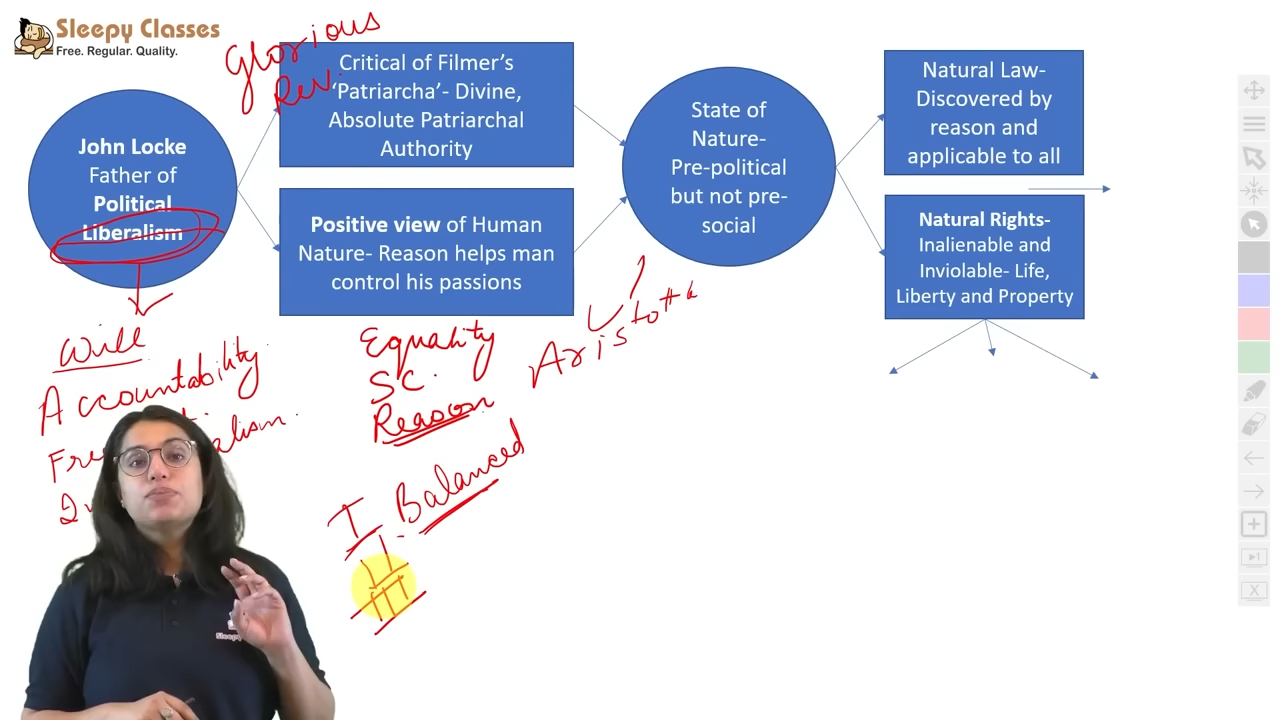 Sleepy Classes
Free. Regular. Quality.
Glorious
Rev.
John Locke
Father of
Political
Liberalism
Critical of Filmer’s
‘Patriarcha’- Divine,
Absolute Patriarchal
Authority
Positive view of Human
Nature- Reason helps man
control his passions
State of
Nature-
Pre-political
but not pre-
social
Natural Law-
Discovered by
reason and
applicable to all
Natural Rights-
Inalienable and
Inviolable- Life,
Liberty and Property
Will
Accountability
Equality
SC.
Reason
I Balanced
II
III
Sleepy